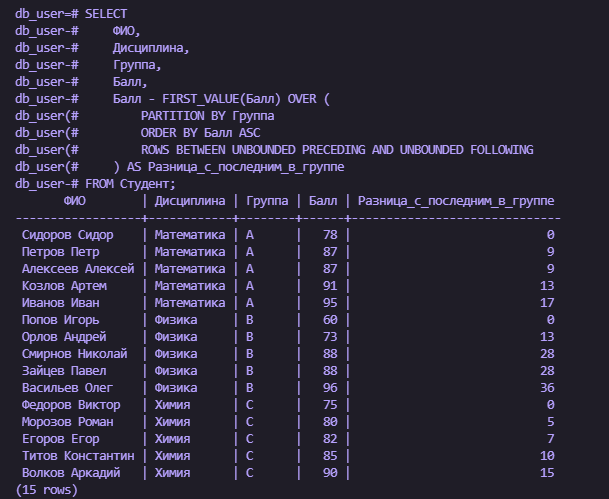 db_user=# SELECT
db_user-#     ФИО,
db_user-#     Дисциплина,
db_user-#     Группа,
db_user-#     Балл,
db_user-#     Балл - FIRST_VALUE(Балл) OVER (
db_user(#         PARTITION BY Группа
db_user(#         ORDER BY Балл ASC
db_user(#         ROWS BETWEEN UNBOUNDED PRECEDING AND UNBOUNDED FOLLOWING
db_user(#     ) AS Разница_с_последним_в_группе
db_user-# FROM Студент;
       ФИО        | Дисциплина | Группа | Балл | Разница_с_последним_в_группе
------------------+------------+--------+------+------------------------------
 Сидоров Сидор    | Математика | A      |   78 |                            0
 Петров Петр      | Математика | A      |   87 |                            9
 Алексеев Алексей | Математика | A      |   87 |                            9
 Козлов Артем     | Математика | A      |   91 |                           13
 Иванов Иван      | Математика | A      |   95 |                           17
 Попов Игорь      | Физика     | B      |   60 |                            0
 Орлов Андрей     | Физика     | B      |   73 |                           13
 Смирнов Николай  | Физика     | B      |   88 |                           28
 Зайцев Павел     | Физика     | B      |   88 |                           28
 Васильев Олег    | Физика     | B      |   96 |                           36
 Федоров Виктор   | Химия      | C      |   75 |                            0
 Морозов Роман    | Химия      | C      |   80 |                            5
 Егоров Егор      | Химия      | C      |   82 |                            7
 Титов Константин | Химия      | C      |   85 |                           10
 Волков Аркадий   | Химия      | C      |   90 |                           15
(15 rows)